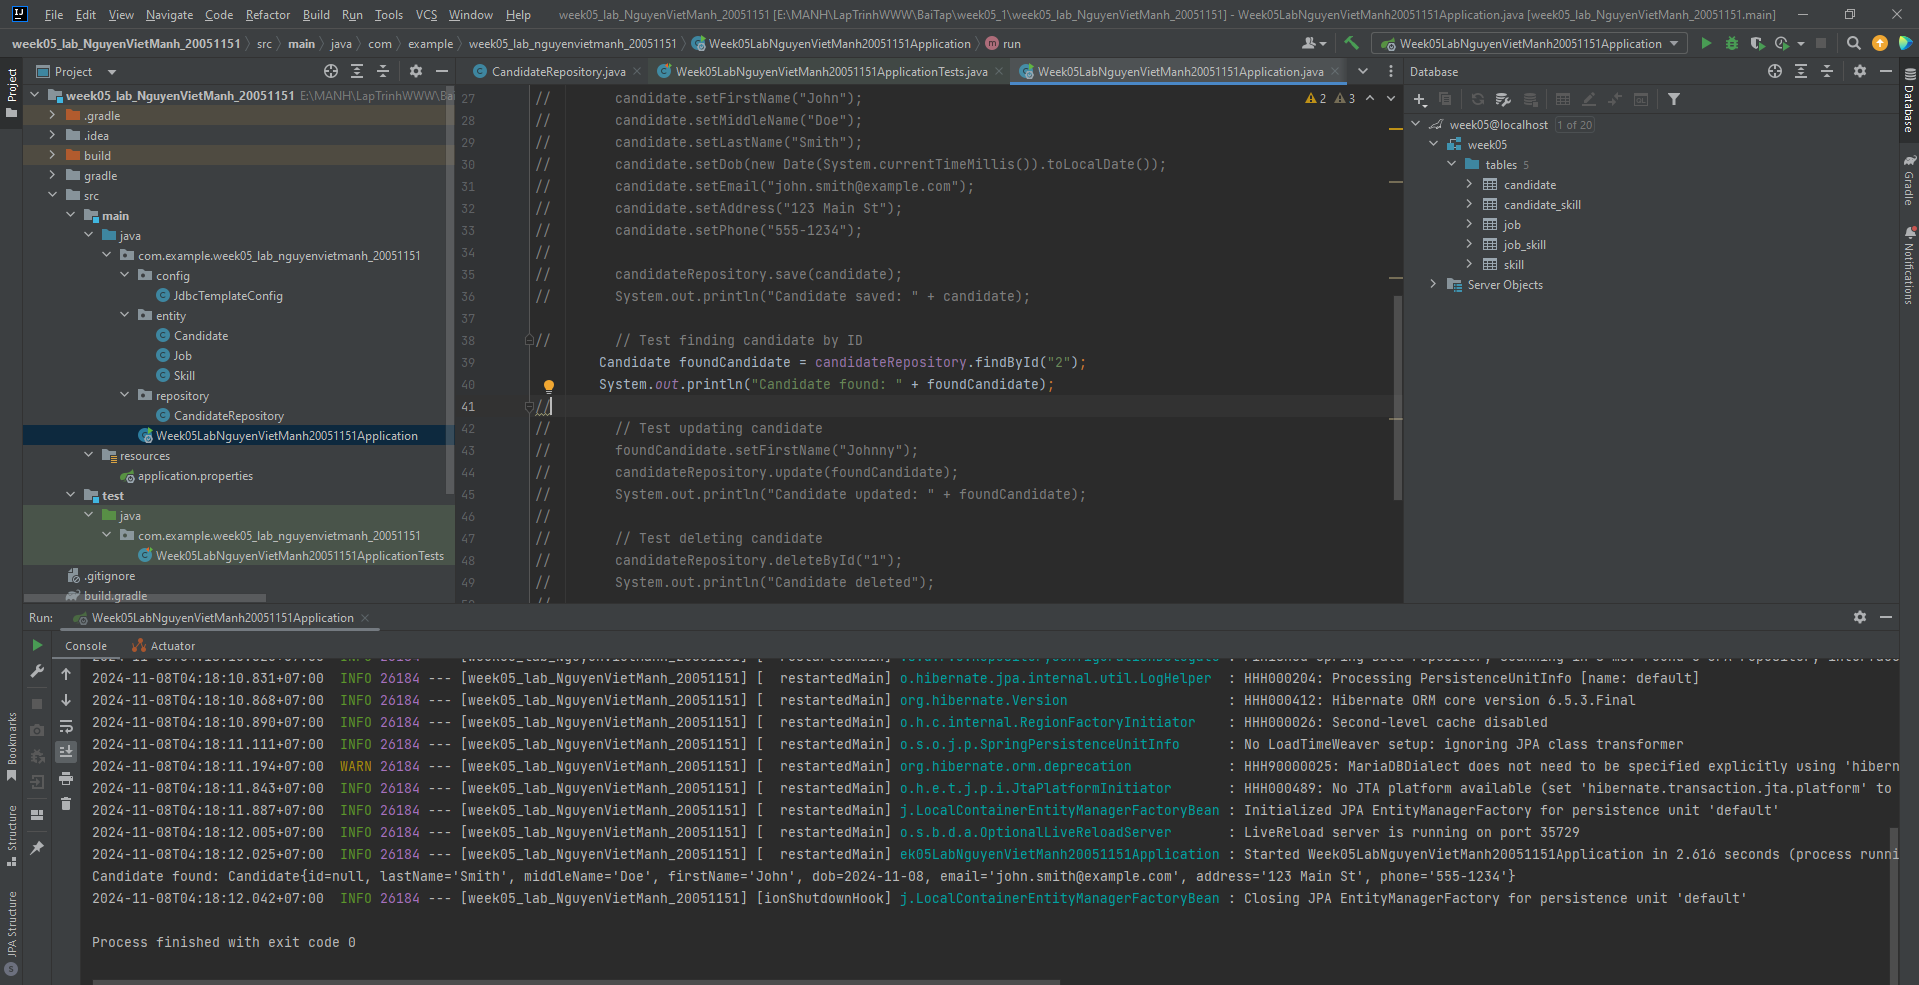 File Edit View Navigate Code Refactor Build Run Tools VCS Window Help week05_lab_NguyenVietManh_20051151 [E:\MANH\LapTrinhWWW\BaiTap\week05_1\week05_lab_NguyenVietManh_20051151] - Week05LabNguyenVietManh20051151Application.java [week05_lab_NguyenVietManh_20051151.main]
week05_lab_NguyenVietManh_20051151 src main java com example week05_lab_nguyenvietmanh_20051151 Week05LabNguyenVietManh20051151Application run Week05LabNguyenVietManh20051151Application
Project
Project
CandidateRepository.java Week05LabNguyenVietManh20051151ApplicationTests.java Week05LabNguyenVietManh20051151Application.java
week05_lab_NguyenVietManh_20051151 E:\MANH\LapTrinhWWW\Ba
.gradle
.idea
build
gradle
src
main
java
com.example.week05_lab_nguyenvietmanh_20051151
config
JdbcTemplateConfig
entity
Candidate
Job
Skill
repository
CandidateRepository
Week05LabNguyenVietManh20051151Application
resources
application.properties
test
java
com.example.week05_lab_nguyenvietmanh_20051151
Week05LabNguyenVietManh20051151ApplicationTests
.gitignore
build.gradle
2 3
27 // candidate.setFirstName("John");
28 // candidate.setMiddleName("Doe");
29 // candidate.setLastName("Smith");
30 // candidate.setDob(new Date(System.currentTimeMillis()).toLocalDate());
31 // candidate.setEmail("john.smith@example.com");
32 // candidate.setAddress("123 Main St");
33 // candidate.setPhone("555-1234");
34 //
35 // candidateRepository.save(candidate);
36 // System.out.println("Candidate saved: " + candidate);
37
38 // // Test finding candidate by ID
39 Candidate foundCandidate = candidateRepository.findById("2");
40 System.out.println("Candidate found: " + foundCandidate);
41 //
42 // // Test updating candidate
43 // foundCandidate.setFirstName("Johnny");
44 // candidateRepository.update(foundCandidate);
45 // System.out.println("Candidate updated: " + foundCandidate);
46 //
47 // // Test deleting candidate
48 // candidateRepository.deleteById("1");
49 // System.out.println("Candidate deleted");
Database
week05@localhost 1 of 20
week05
tables 5
candidate
candidate_skill
job
job_skill
skill
Server Objects
Database
Gradle
Notifications
Run: Week05LabNguyenVietManh20051151Application
Console Actuator
2024-11-08T04:18:10.831+07:00 INFO 26184 --- [week05_lab_NguyenVietManh_20051151] [ restartedMain] o.hibernate.jpa.internal.util.LogHelper : HHH000204: Processing PersistenceUnitInfo [name: default]
2024-11-08T04:18:10.868+07:00 INFO 26184 --- [week05_lab_NguyenVietManh_20051151] [ restartedMain] org.hibernate.Version : HHH000412: Hibernate ORM core version 6.5.3.Final
2024-11-08T04:18:10.890+07:00 INFO 26184 --- [week05_lab_NguyenVietManh_20051151] [ restartedMain] o.h.c.internal.RegionFactoryInitiator : HHH000026: Second-level cache disabled
2024-11-08T04:18:11.111+07:00 INFO 26184 --- [week05_lab_NguyenVietManh_20051151] [ restartedMain] o.s.o.j.p.SpringPersistenceUnitInfo : No LoadTimeWeaver setup: ignoring JPA class transformer
2024-11-08T04:18:11.194+07:00 WARN 26184 --- [week05_lab_NguyenVietManh_20051151] [ restartedMain] org.hibernate.orm.deprecation : HHH90000025: MariaDBDialect does not need to be specified explicitly using 'hibern
2024-11-08T04:18:11.843+07:00 INFO 26184 --- [week05_lab_NguyenVietManh_20051151] [ restartedMain] o.h.e.t.j.p.i.JtaPlatformInitiator : HHH000489: No JTA platform available (set 'hibernate.transaction.jta.platform' to
2024-11-08T04:18:11.887+07:00 INFO 26184 --- [week05_lab_NguyenVietManh_20051151] [ restartedMain] j.LocalContainerEntityManagerFactoryBean : Initialized JPA EntityManagerFactory for persistence unit 'default'
2024-11-08T04:18:12.005+07:00 INFO 26184 --- [week05_lab_NguyenVietManh_20051151] [ restartedMain] o.s.b.d.a.OptionalLiveReloadServer : LiveReload server is running on port 35729
2024-11-08T04:18:12.025+07:00 INFO 26184 --- [week05_lab_NguyenVietManh_20051151] [ restartedMain] ek05LabNguyenVietManh20051151Application : Started Week05LabNguyenVietManh20051151Application in 2.616 seconds (process runni
Candidate found: Candidate{id=null, lastName='Smith', middleName='Doe', firstName='John', dob=2024-11-08, email='john.smith@example.com', address='123 Main St', phone='555-1234'}
2024-11-08T04:18:12.042+07:00 INFO 26184 --- [week05_lab_NguyenVietManh_20051151] [ionShutdownHook] j.LocalContainerEntityManagerFactoryBean : Closing JPA EntityManagerFactory for persistence unit 'default'
Process finished with exit code 0
Bookmarks
Structure
JPA Structure